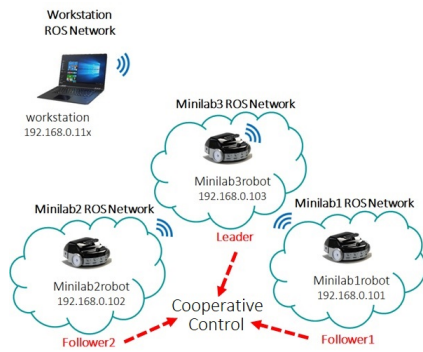 Workstation
ROS Network
workstation
192.168.0.11x
Minilab3 ROS Network
Minilab3robot
192.168.0.103
Leader
Minilab2 ROS Network
Minilab2robot
192.168.0.102
Follower2
Minilab1 ROS Network
Minilab1robot
192.168.0.101
Follower1
Cooperative
Control